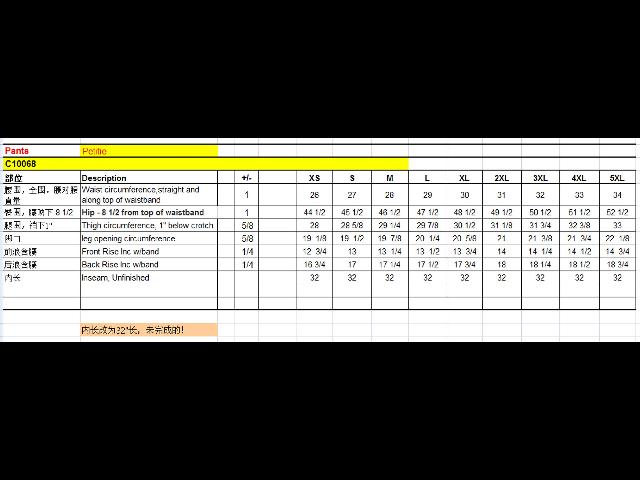 Pants Petitie
C10068
部位 Description +/- XS S M L XL 2XL 3XL 4XL 5XL
腰围，全围，腰对腰 Waist circumference,straight and
直量 along top of waistband 1 26 27 28 29 30 31 32 33 34
臀围，腰顶下 8 1/2 Hip - 8 1/2 from top of waistband 1 44 1/2 45 1/2 46 1/2 47 1/2 48 1/2 49 1/2 50 1/2 51 1/2 52 1/2
腿围，裆下1" Thigh circumference, 1" below crotch 5/8 28 28 5/8 29 1/4 29 7/8 30 1/2 31 1/8 31 3/4 32 3/8 33
脚口 leg opening circumference 5/8 19 1/8 19 1/2 19 7/8 20 1/4 20 5/8 21 21 3/8 21 3/4 22 1/8
前浪含腰 Front Rise Inc w/band 1/4 12 3/4 13 13 1/4 13 1/2 13 3/4 14 14 1/4 14 1/2 14 3/4
后浪含腰 Back Rise Inc w/band 1/4 16 3/4 17 17 1/4 17 1/2 17 3/4 18 18 1/4 18 1/2 18 3/4
内长 Inseam, Unfinished 32 32 32 32 32 32 32 32 32
内长改为32"长，未完成的！